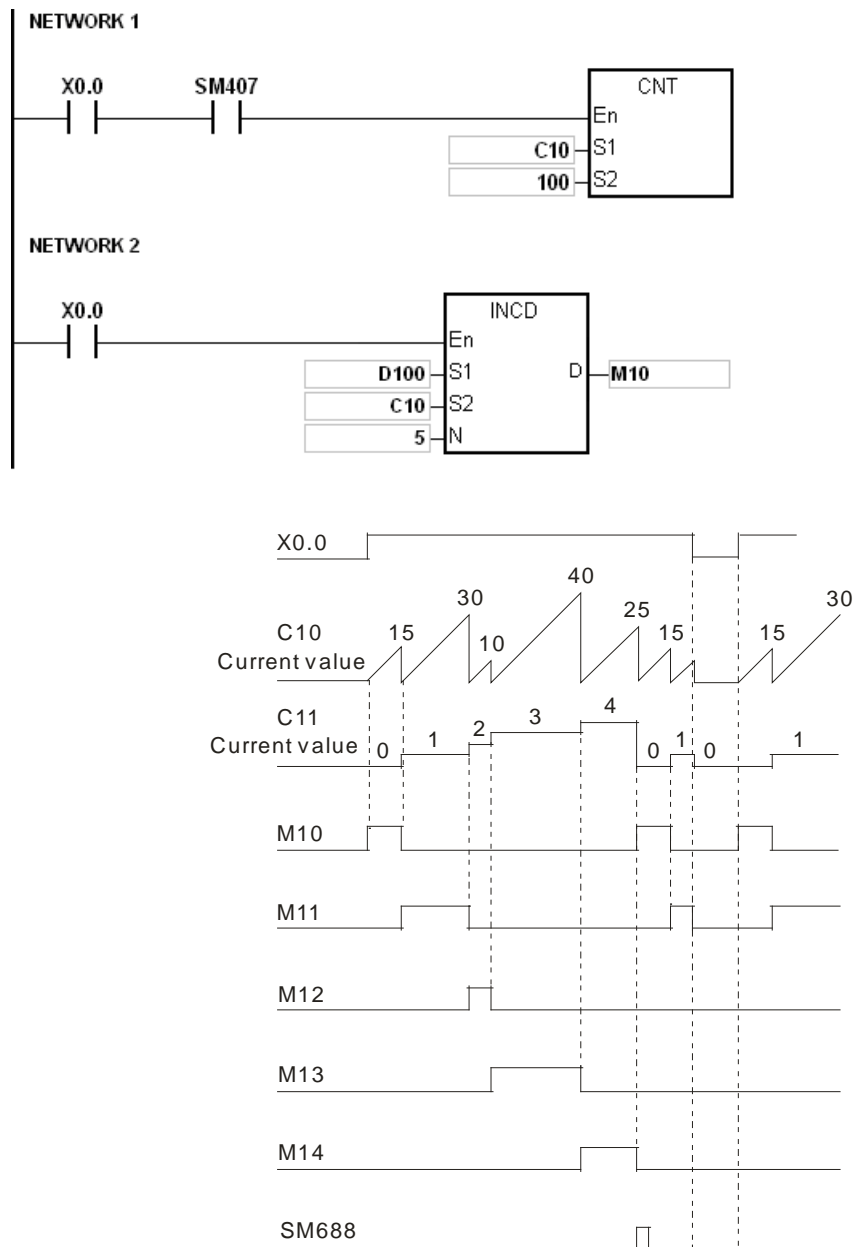 NETWORK 1
X0.0 SM407 CNT
En
C10 S1
100 S2
NETWORK 2
X0.0 INCD
En
D100 S1 D M10
C10 S2
5 N
X0.0
C10
Current value
15 30 10 40 25 15 15 30
C11
Current value
0 1 2 3 4 0 1 0 1
M10
M11
M12
M13
M14
SM688